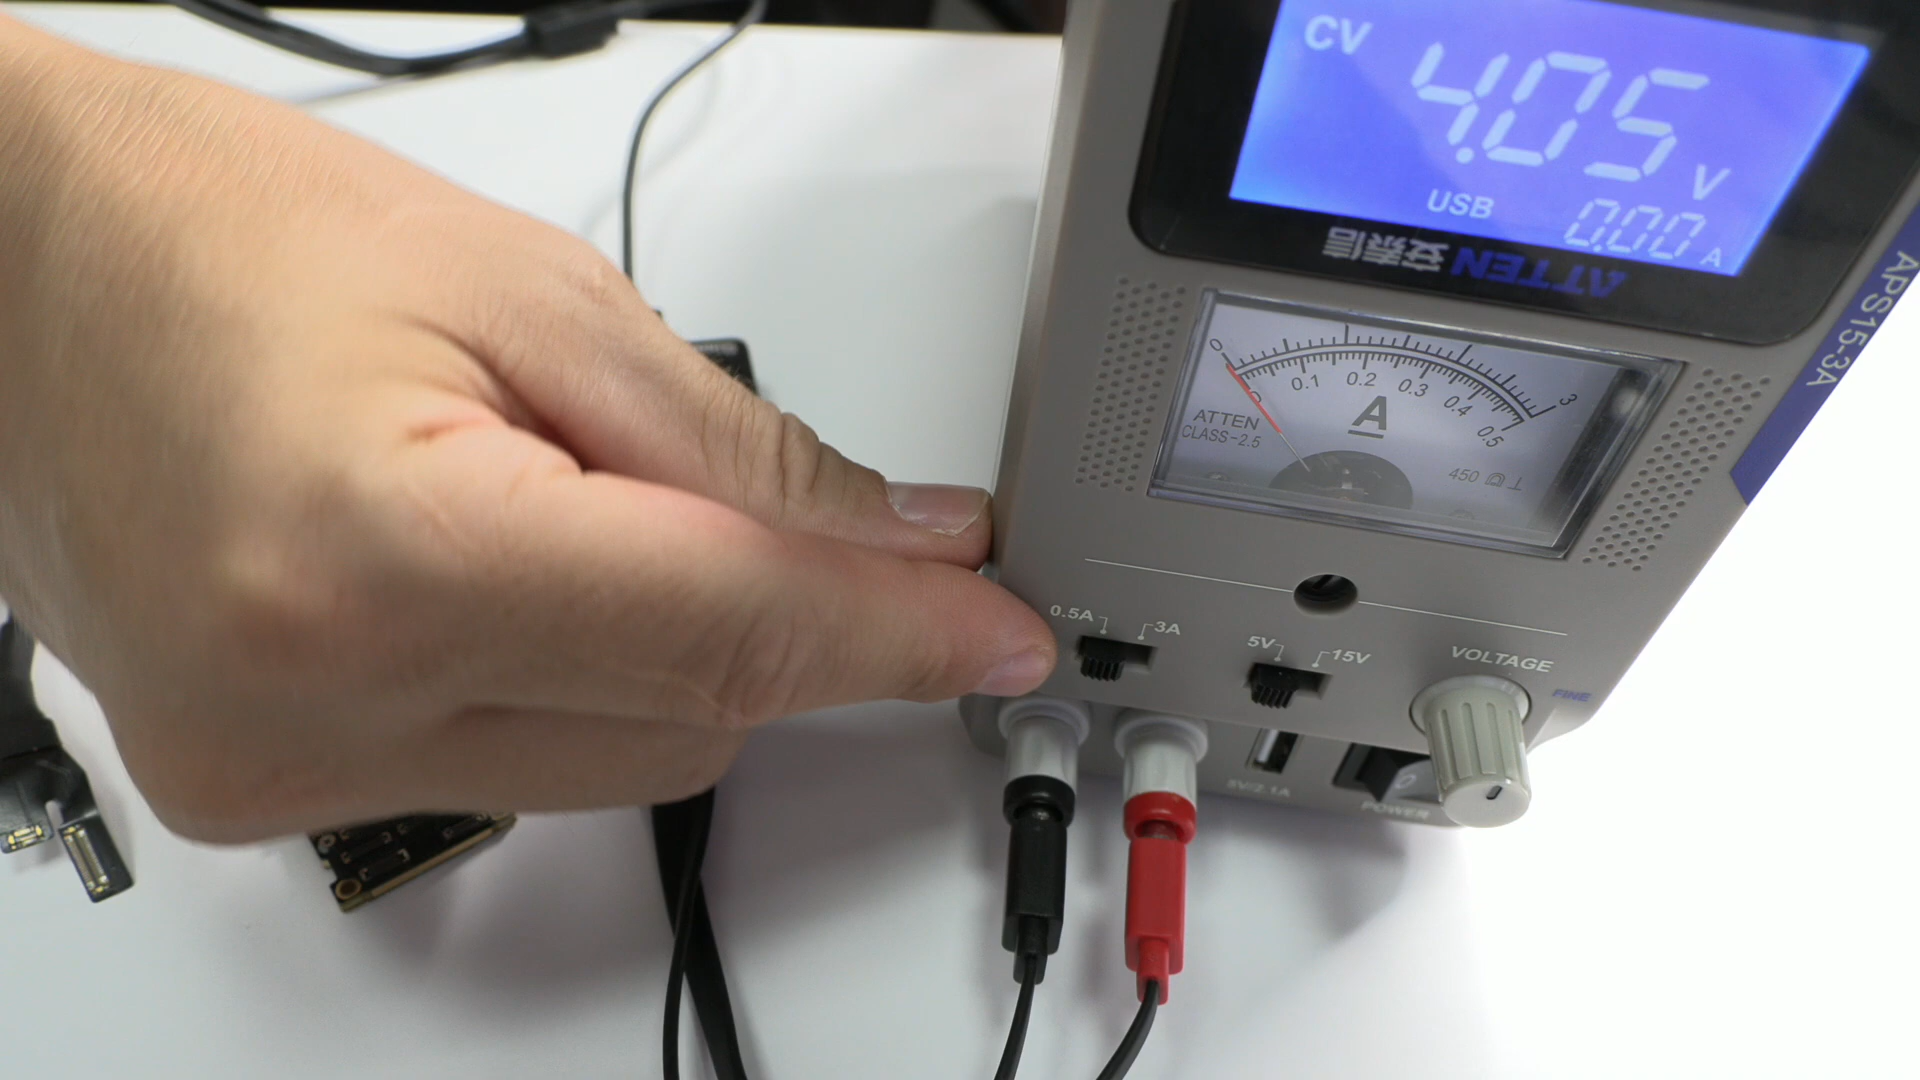 CV
4.05 V
USB
0.00 A
安泰信 ATTEN
APS15-3A
0 3
0 0.1 0.2 0.3 0.4 0.5
A
ATTEN
CLASS-2.5
450
0.5A 3A
5V 15V
VOLTAGE
FINE
5V/2.1A
POWER